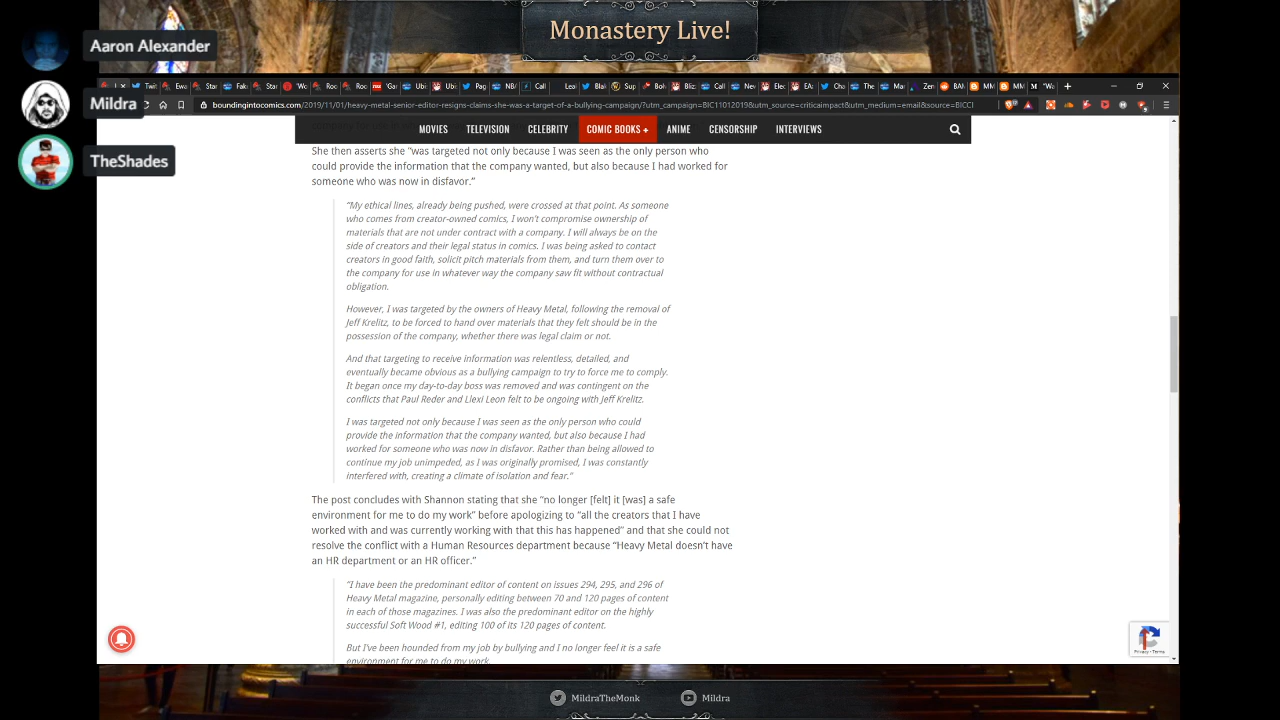 Monastery Live!
Aaron Alexander
Mildra
TheShades
boundingintocomics.com/2019/11/01/heavy-metal-senior-editor-resigns-claims-she-was-a-target-of-a-bullying-campaign/?utm_campaign=BIC11012019&utm_source=criticalimpact&utm_medium=email&source=BICCI
MOVIES TELEVISION CELEBRITY COMIC BOOKS + ANIME CENSORSHIP INTERVIEWS
She then asserts she “was targeted not only because I was seen as the only person who
could provide the information that the company wanted, but also because I had worked for
someone who was now in disfavor.”
“My ethical lines, already being pushed, were crossed at that point. As someone
who comes from creator-owned comics, I won’t compromise ownership of
materials that are not under contract with a company. I will always be on the
side of creators and their legal status in comics. I was being asked to contact
creators in good faith, solicit pitch materials from them, and turn them over to
the company for use in whatever way the company saw fit without contractual
obligation.
However, I was targeted by the owners of Heavy Metal, following the removal of
Jeff Krelitz, to be forced to hand over materials that they felt should be in the
possession of the company, whether there was legal claim or not.
And that targeting to receive information was relentless, detailed, and
eventually became obvious as a bullying campaign to try to force me to comply.
It began once my day-to-day boss was removed and was contingent on the
conflicts that Paul Reder and Llexi Leon felt to be ongoing with Jeff Krelitz.
I was targeted not only because I was seen as the only person who could
provide the information that the company wanted, but also because I had
worked for someone who was now in disfavor. Rather than being allowed to
continue my job unimpeded, as I was originally promised, I was constantly
interfered with, creating a climate of isolation and fear.”
The post concludes with Shannon stating that she “no longer [felt] it [was] a safe
environment for me to do my work” before apologizing to “all the creators that I have
worked with and was currently working with that this has happened” and that she could not
resolve the conflict with a Human Resources department because “Heavy Metal doesn’t have
an HR department or an HR officer.”
“I have been the predominant editor of content on issues 294, 295, and 296 of
Heavy Metal magazine, personally editing between 70 and 120 pages of content
in each of those magazines. I was also the predominant editor on the highly
successful Soft Wood #1, editing 100 of its 120 pages of content.
But I’ve been hounded from my job by bullying and I no longer feel it is a safe
environment for me to do my work.
Privacy - Terms
MildraTheMonk Mildra